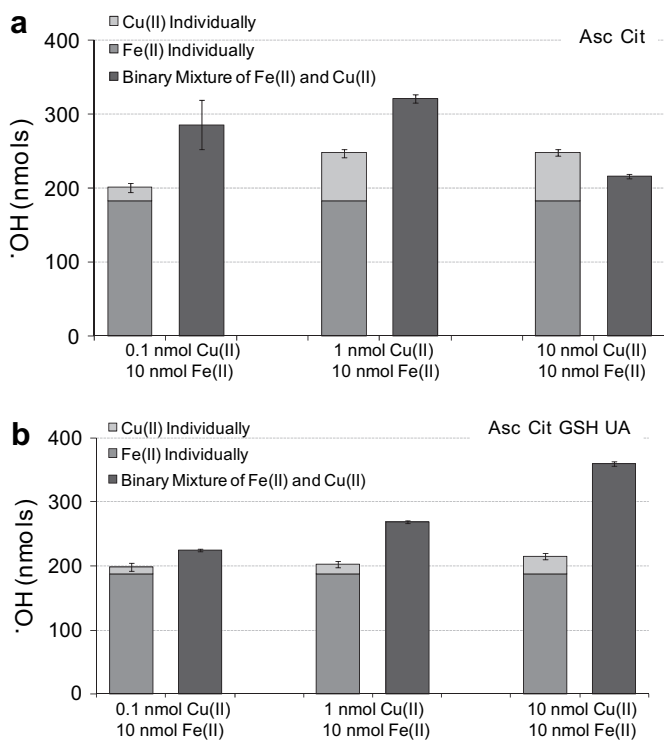 a
Cu(II) Individually
Fe(II) Individually
Binary Mixture of Fe(II) and Cu(II)
Asc Cit
˙OH (nmols)
400
300
200
100
0
0.1 nmol Cu(II)
10 nmol Fe(II)
1 nmol Cu(II)
10 nmol Fe(II)
10 nmol Cu(II)
10 nmol Fe(II)
b
Cu(II) Individually
Fe(II) Individually
Binary Mixture of Fe(II) and Cu(II)
Asc Cit GSH UA
˙OH (nmols)
400
300
200
100
0
0.1 nmol Cu(II)
10 nmol Fe(II)
1 nmol Cu(II)
10 nmol Fe(II)
10 nmol Cu(II)
10 nmol Fe(II)